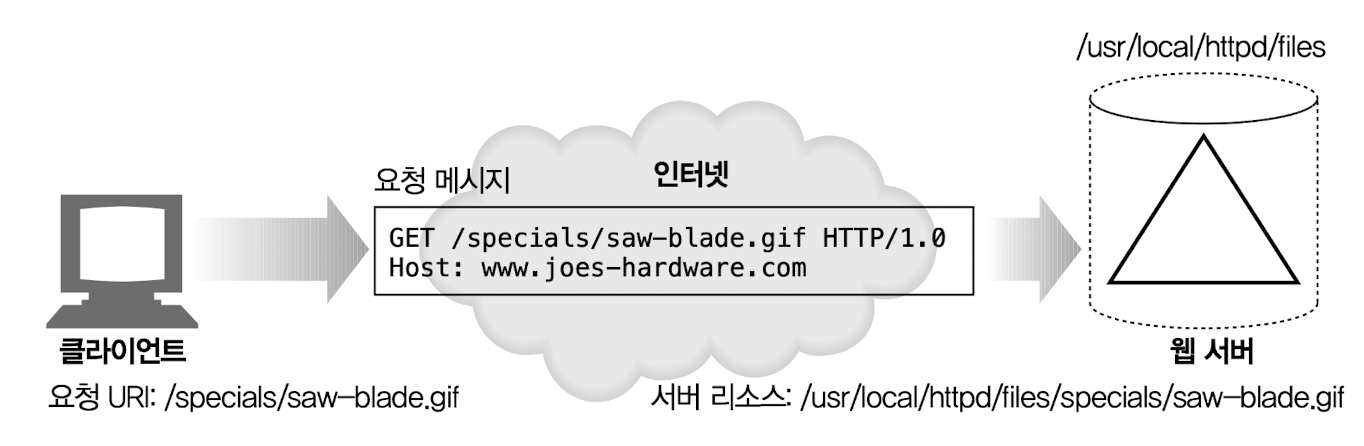 /usr/local/httpd/files
인터넷
요청 메시지
GET /specials/saw-blade.gif HTTP/1.0
Host: www.joes-hardware.com
클라이언트
웹 서버
요청 URI: /specials/saw-blade.gif
서버 리소스: /usr/local/httpd/files/specials/saw-blade.gif